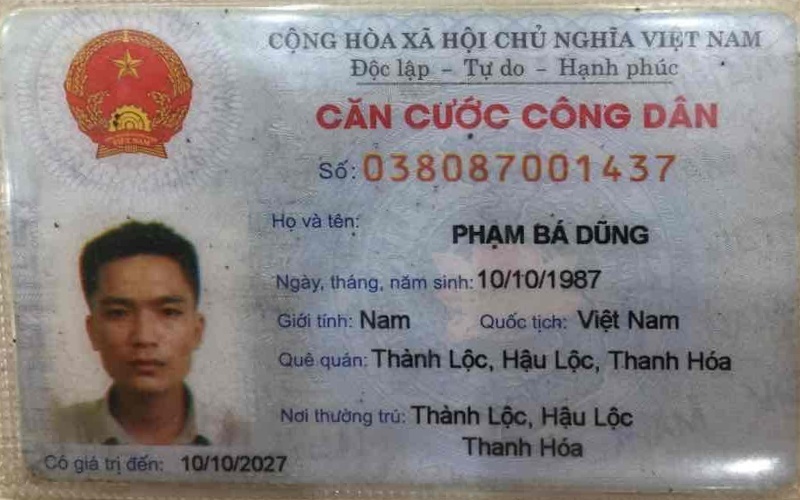 CỘNG HÒA XÃ HỘI CHỦ NGHĨA VIỆT NAM
Độc lập - Tự do - Hạnh phúc
CĂN CƯỚC CÔNG DÂN
Số: 038087001437
Họ và tên: PHẠM BÁ DŨNG
Ngày, tháng, năm sinh: 10/10/1987
Giới tính: Nam Quốc tịch: Việt Nam
Quê quán: Thành Lộc, Hậu Lộc, Thanh Hóa
Nơi thường trú: Thành Lộc, Hậu Lộc
Thanh Hóa
Có giá trị đến: 10/10/2027
VIỆT NAM